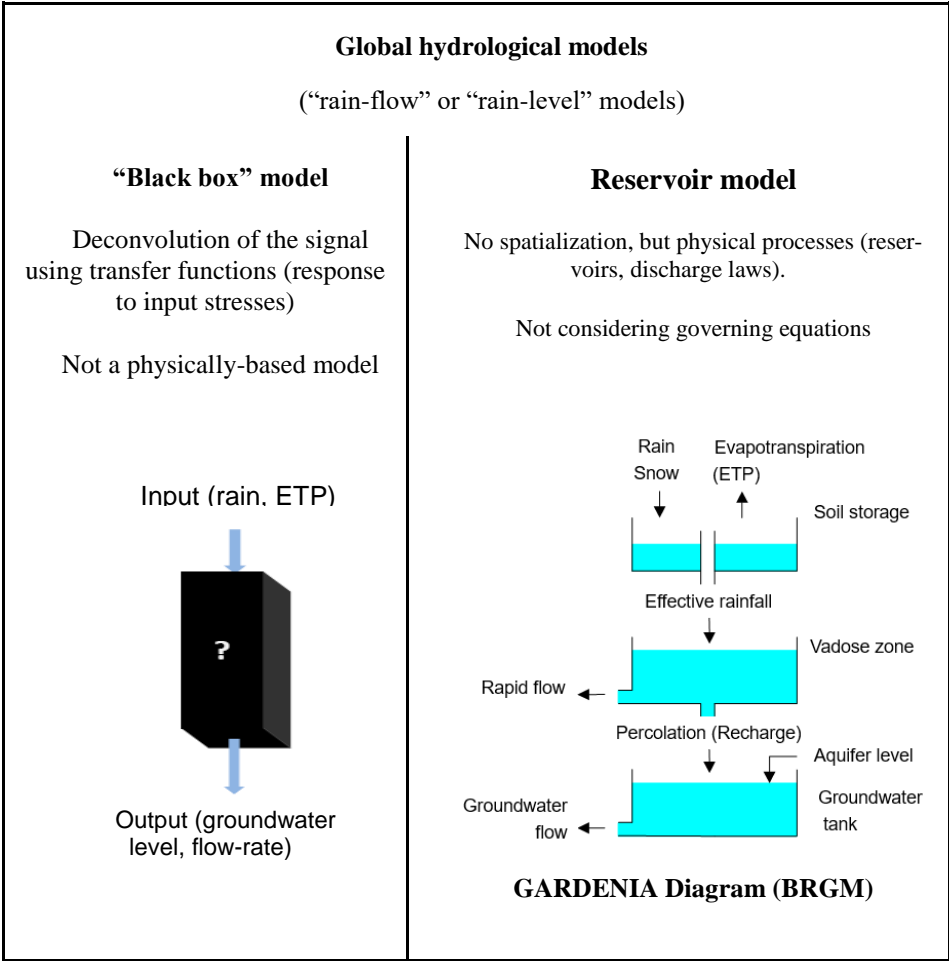 Global hydrological models
(“rain-flow” or “rain-level” models)
“Black box” model
Deconvolution of the signal
using transfer functions (response
to input stresses)
Not a physically-based model
Input (rain, ETP)
?
Output (groundwater
level, flow-rate)
Reservoir model
No spatialization, but physical processes (reser-
voirs, discharge laws).
Not considering governing equations
Rain
Snow
Evapotranspiration
(ETP)
Soil storage
Effective rainfall
Vadose zone
Rapid flow
Percolation (Recharge)
Aquifer level
Groundwater
flow
Groundwater
tank
GARDENIA Diagram (BRGM)